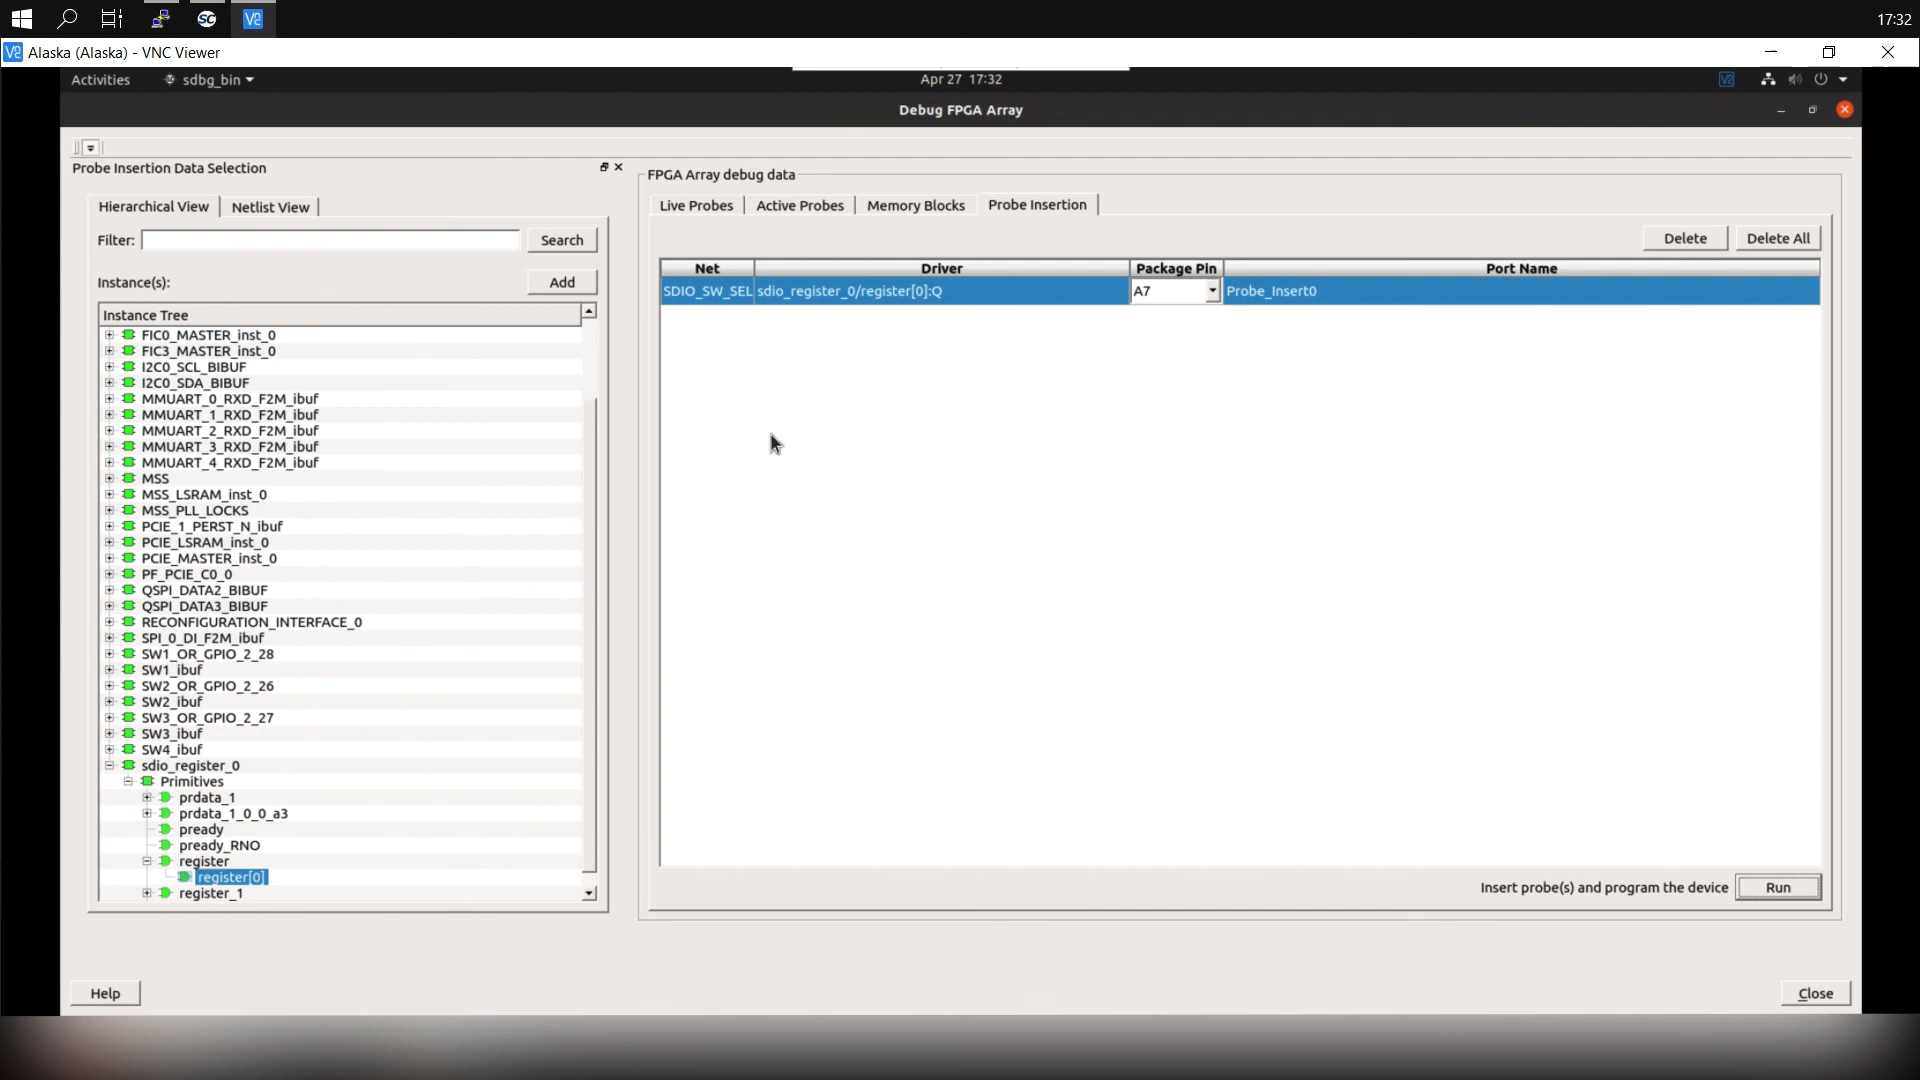 17:32
Alaska (Alaska) - VNC Viewer
Activities
sdbg_bin
Apr 27 17:32
Debug FPGA Array
Probe Insertion Data Selection
Hierarchical View
Netlist View
Filter:
Search
Instance(s):
Add
Instance Tree
FIC0_MASTER_inst_0
FIC3_MASTER_inst_0
I2C0_SCL_BIBUF
I2C0_SDA_BIBUF
MMUART_0_RXD_F2M_ibuf
MMUART_1_RXD_F2M_ibuf
MMUART_2_RXD_F2M_ibuf
MMUART_3_RXD_F2M_ibuf
MMUART_4_RXD_F2M_ibuf
MSS
MSS_LSRAM_inst_0
MSS_PLL_LOCKS
PCIE_1_PERST_N_ibuf
PCIE_LSRAM_inst_0
PCIE_MASTER_inst_0
PF_PCIE_C0_0
QSPI_DATA2_BIBUF
QSPI_DATA3_BIBUF
RECONFIGURATION_INTERFACE_0
SPI_0_DI_F2M_ibuf
SW1_OR_GPIO_2_28
SW1_ibuf
SW2_OR_GPIO_2_26
SW2_ibuf
SW3_OR_GPIO_2_27
SW3_ibuf
SW4_ibuf
sdio_register_0
Primitives
prdata_1
prdata_1_0_0_a3
pready
pready_RNO
register
register[0]
register_1
FPGA Array debug data
Live Probes
Active Probes
Memory Blocks
Probe Insertion
Delete
Delete All
Net Driver Package Pin Port Name
SDIO_SW_SEL sdio_register_0/register[0]:Q A7 Probe_Insert0
Insert probe(s) and program the device
Run
Help
Close